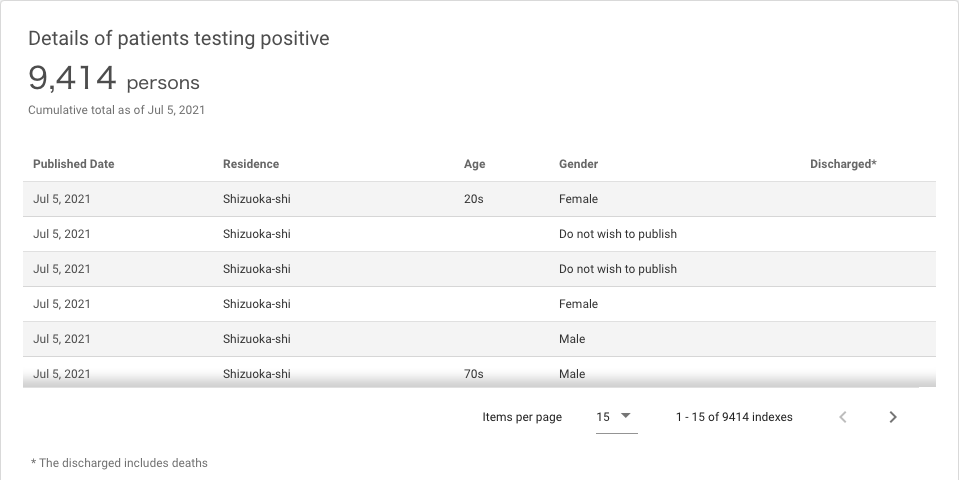 Details of patients testing positive
9,414 persons
Cumulative total as of Jul 5, 2021
Published Date Residence Age Gender Discharged*
Jul 5, 2021 Shizuoka-shi 20s Female
Jul 5, 2021 Shizuoka-shi Do not wish to publish
Jul 5, 2021 Shizuoka-shi Do not wish to publish
Jul 5, 2021 Shizuoka-shi Female
Jul 5, 2021 Shizuoka-shi Male
Jul 5, 2021 Shizuoka-shi 70s Male
Items per page 15 1 - 15 of 9414 indexes
* The discharged includes deaths